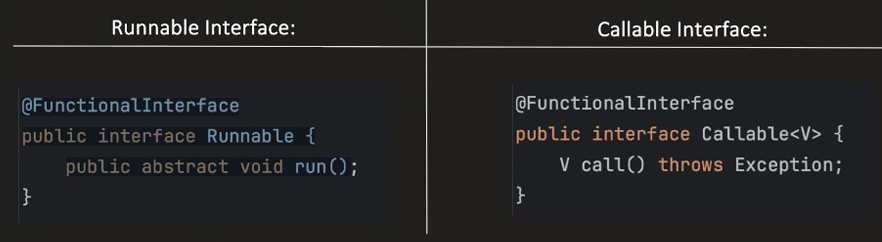 Runnable Interface:
@FunctionalInterface
public interface Runnable {
    public abstract void run();
}
Callable Interface:
@FunctionalInterface
public interface Callable<V> {
    V call() throws Exception;
}